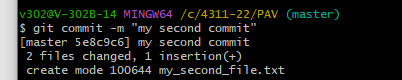 v302@V-302B-14 MINGW64 /c/4311-22/PAV (master)
$ git commit -m "my second commit"
[master 5e8c9c6] my second commit
 2 files changed, 1 insertion(+)
 create mode 100644 my_second_file.txt